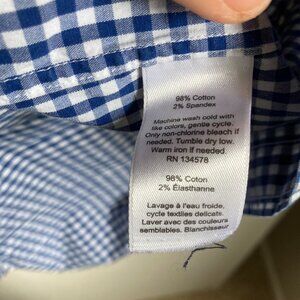 98% Cotton
2% Spandex
Machine wash cold with
like colors, gentle cycle.
Only non-chlorine bleach if
needed. Tumble dry low.
Warm iron if needed.
RN 134578
98% Cotton
2% Élasthanne
Lavage à l'eau froide,
cycle textiles délicats.
Laver avec des couleurs
semblables. Blanchisseur